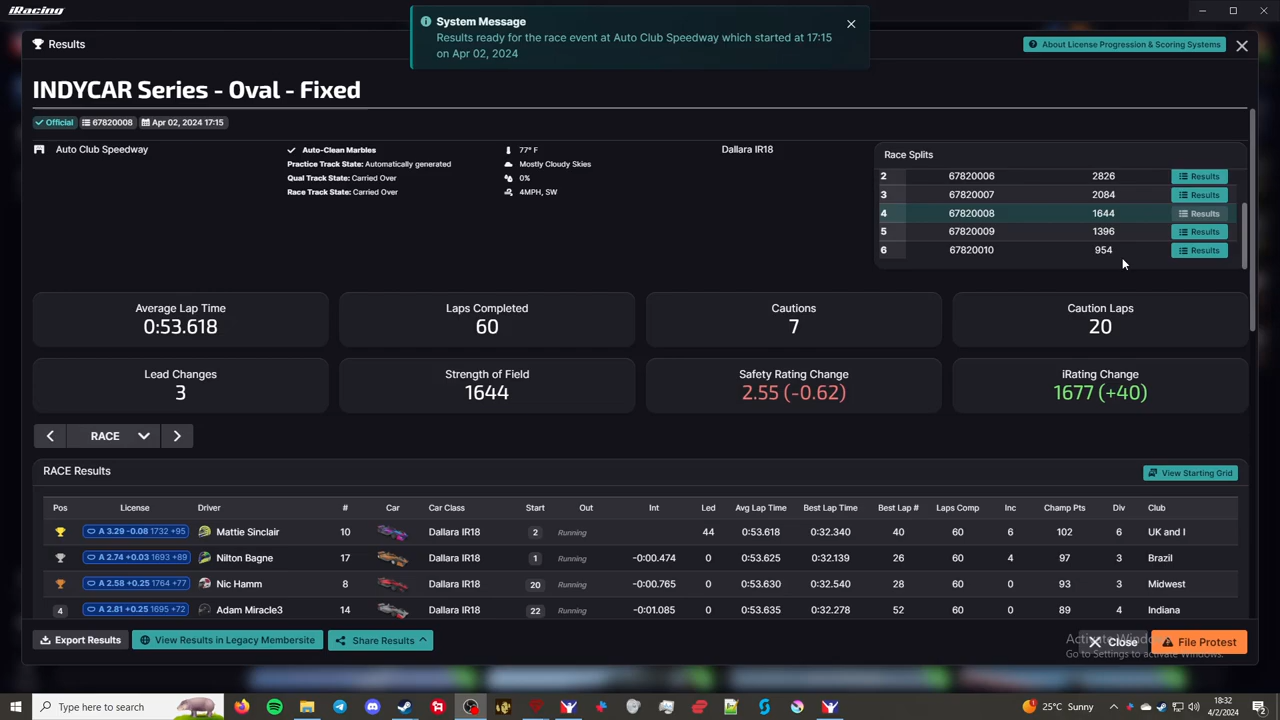 iRacing
System Message
Results ready for the race event at Auto Club Speedway which started at 17:15
on Apr 02, 2024
Results
About License Progression & Scoring Systems
INDYCAR Series - Oval - Fixed
Official 67820008 Apr 02, 2024 17:15
Auto Club Speedway
Auto-Clean Marbles
Practice Track State: Automatically generated
Qual Track State: Carried Over
Race Track State: Carried Over
77° F
Mostly Cloudy Skies
0%
4MPH, SW
Dallara IR18
Race Splits
2 67820006 2826 Results
3 67820007 2084 Results
4 67820008 1644 Results
5 67820009 1396 Results
6 67820010 954 Results
Average Lap Time
0:53.618
Laps Completed
60
Cautions
7
Caution Laps
20
Lead Changes
3
Strength of Field
1644
Safety Rating Change
2.55 (-0.62)
iRating Change
1677 (+40)
RACE
RACE Results
View Starting Grid
Pos License Driver # Car Car Class Start Out Int Led Avg Lap Time Best Lap Time Best Lap # Laps Comp Inc Champ Pts Div Club
A 3.29 -0.08 1732 +95 Mattie Sinclair 10 Dallara IR18 2 Running 44 0:53.618 0:32.340 40 60 6 102 6 UK and I
A 2.74 +0.03 1693 +89 Nilton Bagne 17 Dallara IR18 1 Running -0:00.474 0 0:53.625 0:32.139 26 60 4 97 3 Brazil
A 2.58 +0.25 1764 +77 Nic Hamm 8 Dallara IR18 20 Running -0:00.765 0 0:53.630 0:32.540 28 60 0 93 3 Midwest
4 A 2.81 +0.25 1695 +72 Adam Miracle3 14 Dallara IR18 22 Running -0:01.085 0 0:53.635 0:32.278 52 60 0 89 4 Indiana
Export Results
View Results in Legacy Membersite
Share Results
Close
File Protest
Go to Settings to activate Windows.
Type here to search
25°C Sunny
18:32
4/2/2024